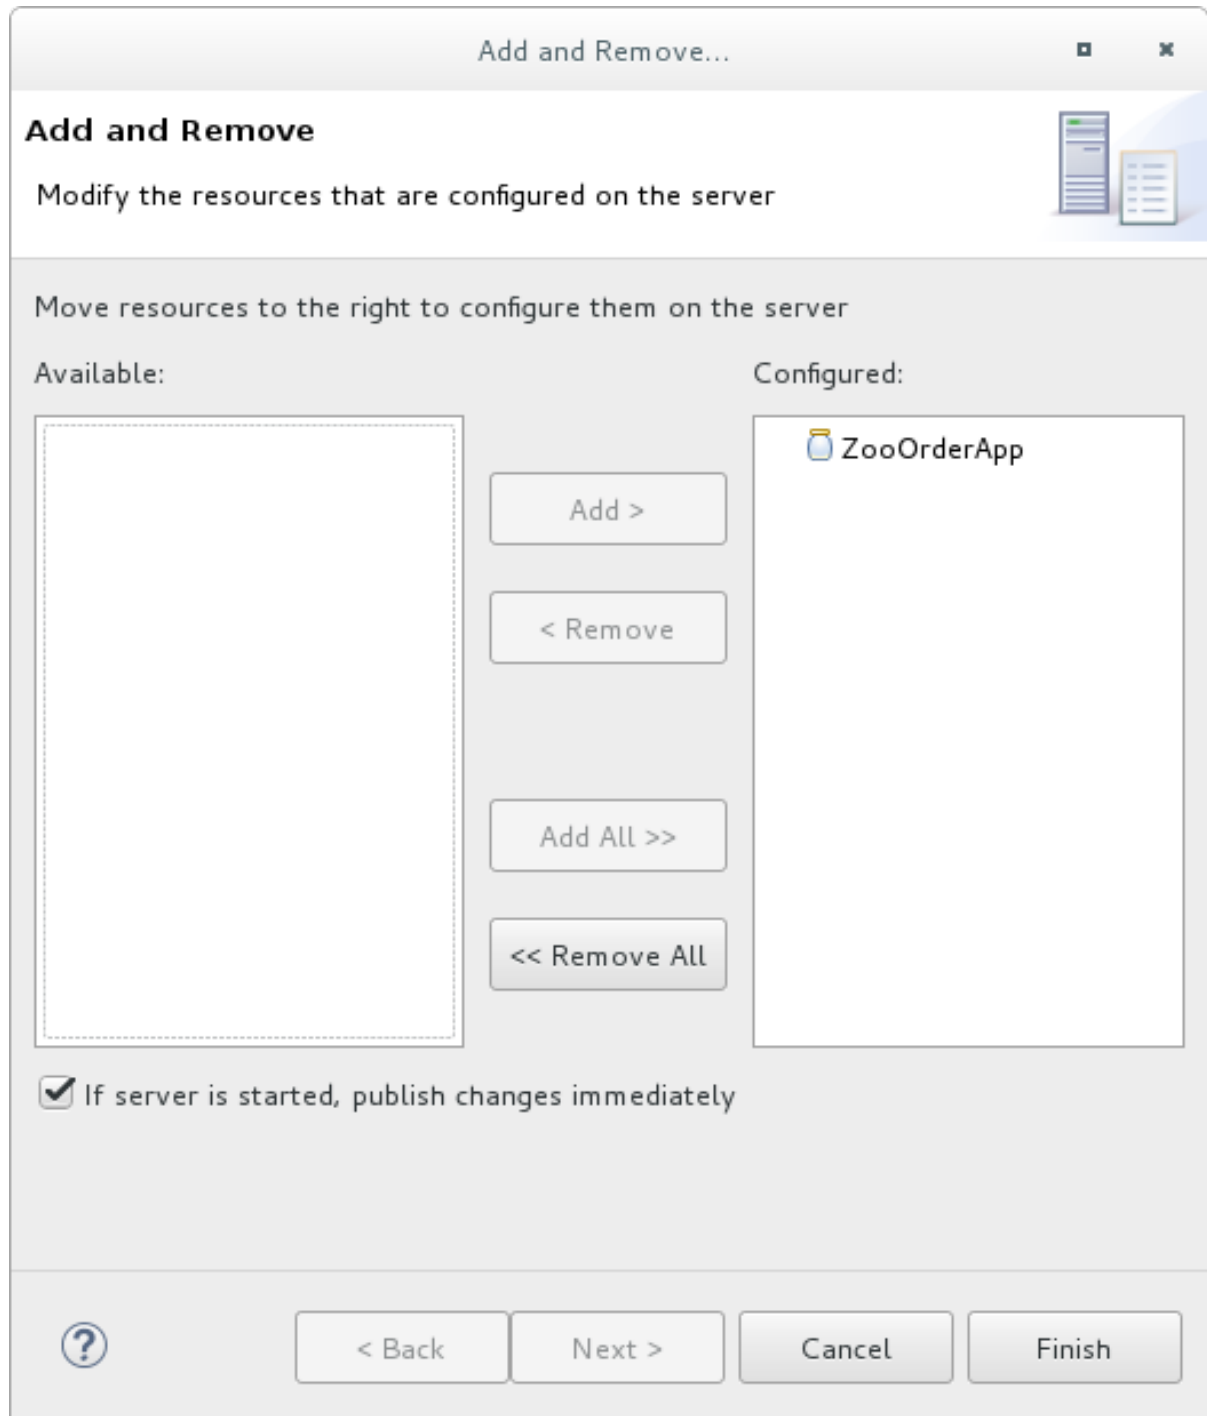 Add and Remove...
Add and Remove
Modify the resources that are configured on the server
Move resources to the right to configure them on the server
Available:
Configured:
ZooOrderApp
Add >
< Remove
Add All >>
<< Remove All
If server is started, publish changes immediately
?
< Back
Next >
Cancel
Finish